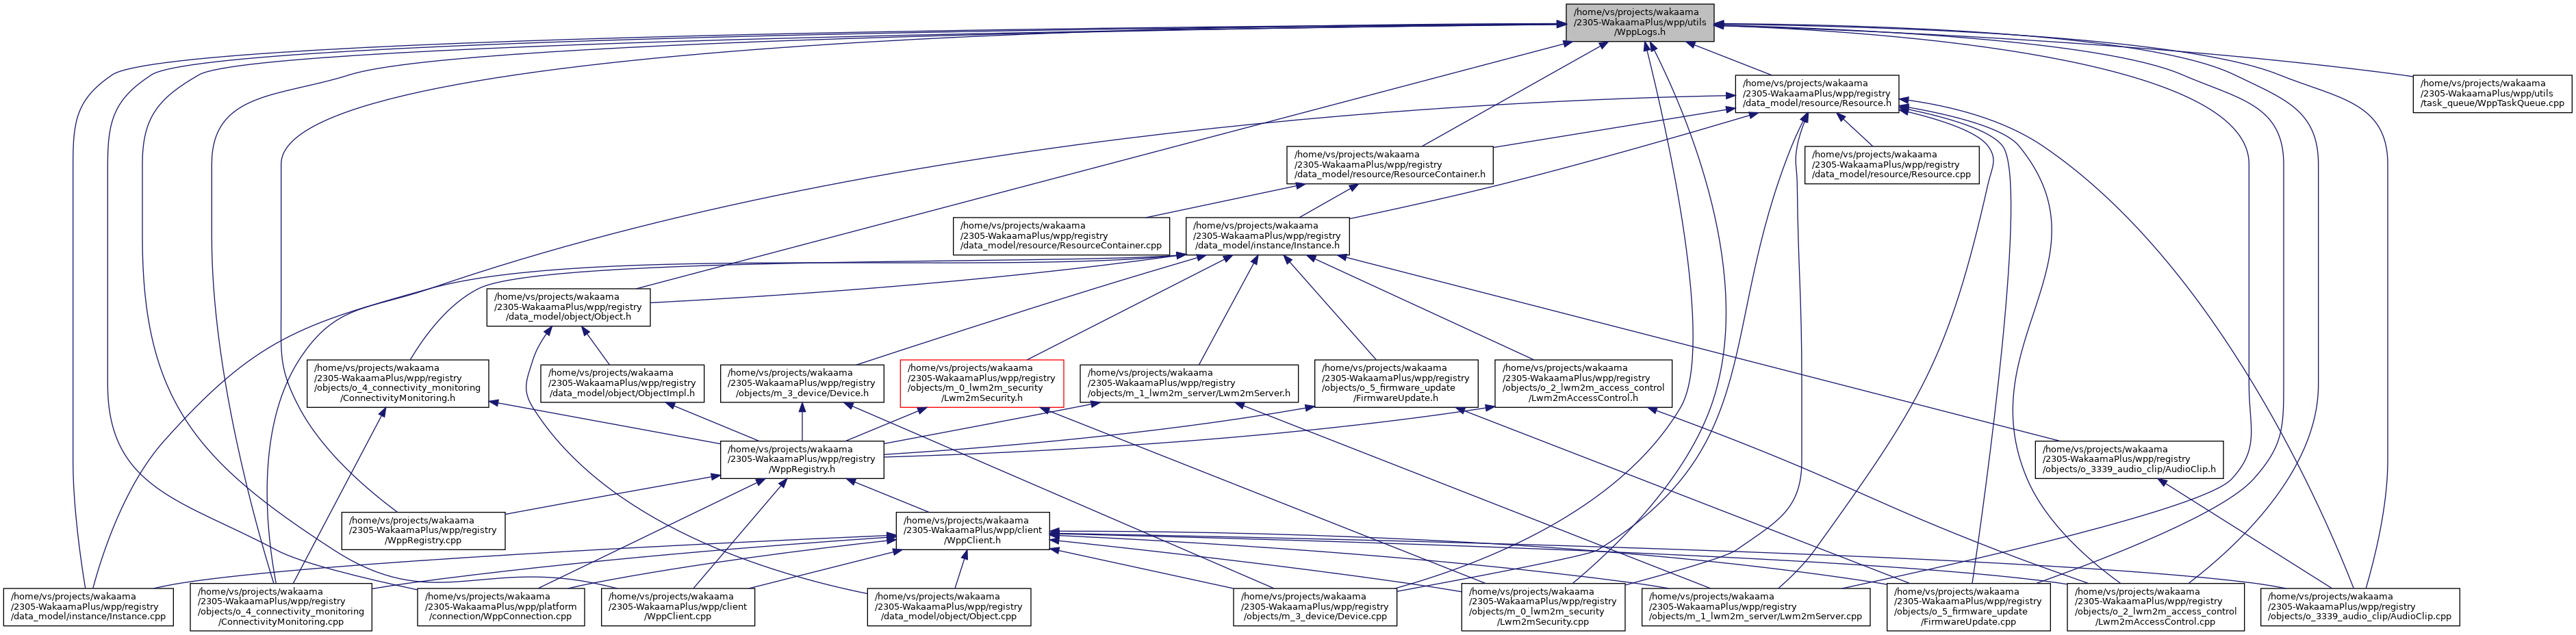 /home/vs/projects/wakaama
/2305-WakaamaPlus/wpp/utils
/WppLogs.h
/home/vs/projects/wakaama
/2305-WakaamaPlus/wpp/registry
/data_model/resource/Resource.h
/home/vs/projects/wakaama
/2305-WakaamaPlus/wpp/utils
/task_queue/WppTaskQueue.cpp
/home/vs/projects/wakaama
/2305-WakaamaPlus/wpp/registry
/data_model/resource/ResourceContainer.h
/home/vs/projects/wakaama
/2305-WakaamaPlus/wpp/registry
/data_model/resource/Resource.cpp
/home/vs/projects/wakaama
/2305-WakaamaPlus/wpp/registry
/data_model/resource/ResourceContainer.cpp
/home/vs/projects/wakaama
/2305-WakaamaPlus/wpp/registry
/data_model/instance/Instance.h
/home/vs/projects/wakaama
/2305-WakaamaPlus/wpp/registry
/data_model/object/Object.h
/home/vs/projects/wakaama
/2305-WakaamaPlus/wpp/registry
/objects/o_4_connectivity_monitoring
/ConnectivityMonitoring.h
/home/vs/projects/wakaama
/2305-WakaamaPlus/wpp/registry
/data_model/object/ObjectImpl.h
/home/vs/projects/wakaama
/2305-WakaamaPlus/wpp/registry
/objects/m_3_device/Device.h
/home/vs/projects/wakaama
/2305-WakaamaPlus/wpp/registry
/objects/m_0_lwm2m_security
/Lwm2mSecurity.h
/home/vs/projects/wakaama
/2305-WakaamaPlus/wpp/registry
/objects/m_1_lwm2m_server/Lwm2mServer.h
/home/vs/projects/wakaama
/2305-WakaamaPlus/wpp/registry
/objects/o_5_firmware_update
/FirmwareUpdate.h
/home/vs/projects/wakaama
/2305-WakaamaPlus/wpp/registry
/objects/o_2_lwm2m_access_control
/Lwm2mAccessControl.h
/home/vs/projects/wakaama
/2305-WakaamaPlus/wpp/registry
/WppRegistry.h
/home/vs/projects/wakaama
/2305-WakaamaPlus/wpp/registry
/objects/o_3339_audio_clip/AudioClip.h
/home/vs/projects/wakaama
/2305-WakaamaPlus/wpp/registry
/WppRegistry.cpp
/home/vs/projects/wakaama
/2305-WakaamaPlus/wpp/client
/WppClient.h
/home/vs/projects/wakaama
/2305-WakaamaPlus/wpp/registry
/data_model/instance/Instance.cpp
/home/vs/projects/wakaama
/2305-WakaamaPlus/wpp/registry
/objects/o_4_connectivity_monitoring
/ConnectivityMonitoring.cpp
/home/vs/projects/wakaama
/2305-WakaamaPlus/wpp/platform
/connection/WppConnection.cpp
/home/vs/projects/wakaama
/2305-WakaamaPlus/wpp/client
/WppClient.cpp
/home/vs/projects/wakaama
/2305-WakaamaPlus/wpp/registry
/data_model/object/Object.cpp
/home/vs/projects/wakaama
/2305-WakaamaPlus/wpp/registry
/objects/m_3_device/Device.cpp
/home/vs/projects/wakaama
/2305-WakaamaPlus/wpp/registry
/objects/m_0_lwm2m_security
/Lwm2mSecurity.cpp
/home/vs/projects/wakaama
/2305-WakaamaPlus/wpp/registry
/objects/m_1_lwm2m_server/Lwm2mServer.cpp
/home/vs/projects/wakaama
/2305-WakaamaPlus/wpp/registry
/objects/o_5_firmware_update
/FirmwareUpdate.cpp
/home/vs/projects/wakaama
/2305-WakaamaPlus/wpp/registry
/objects/o_2_lwm2m_access_control
/Lwm2mAccessControl.cpp
/home/vs/projects/wakaama
/2305-WakaamaPlus/wpp/registry
/objects/o_3339_audio_clip/AudioClip.cpp